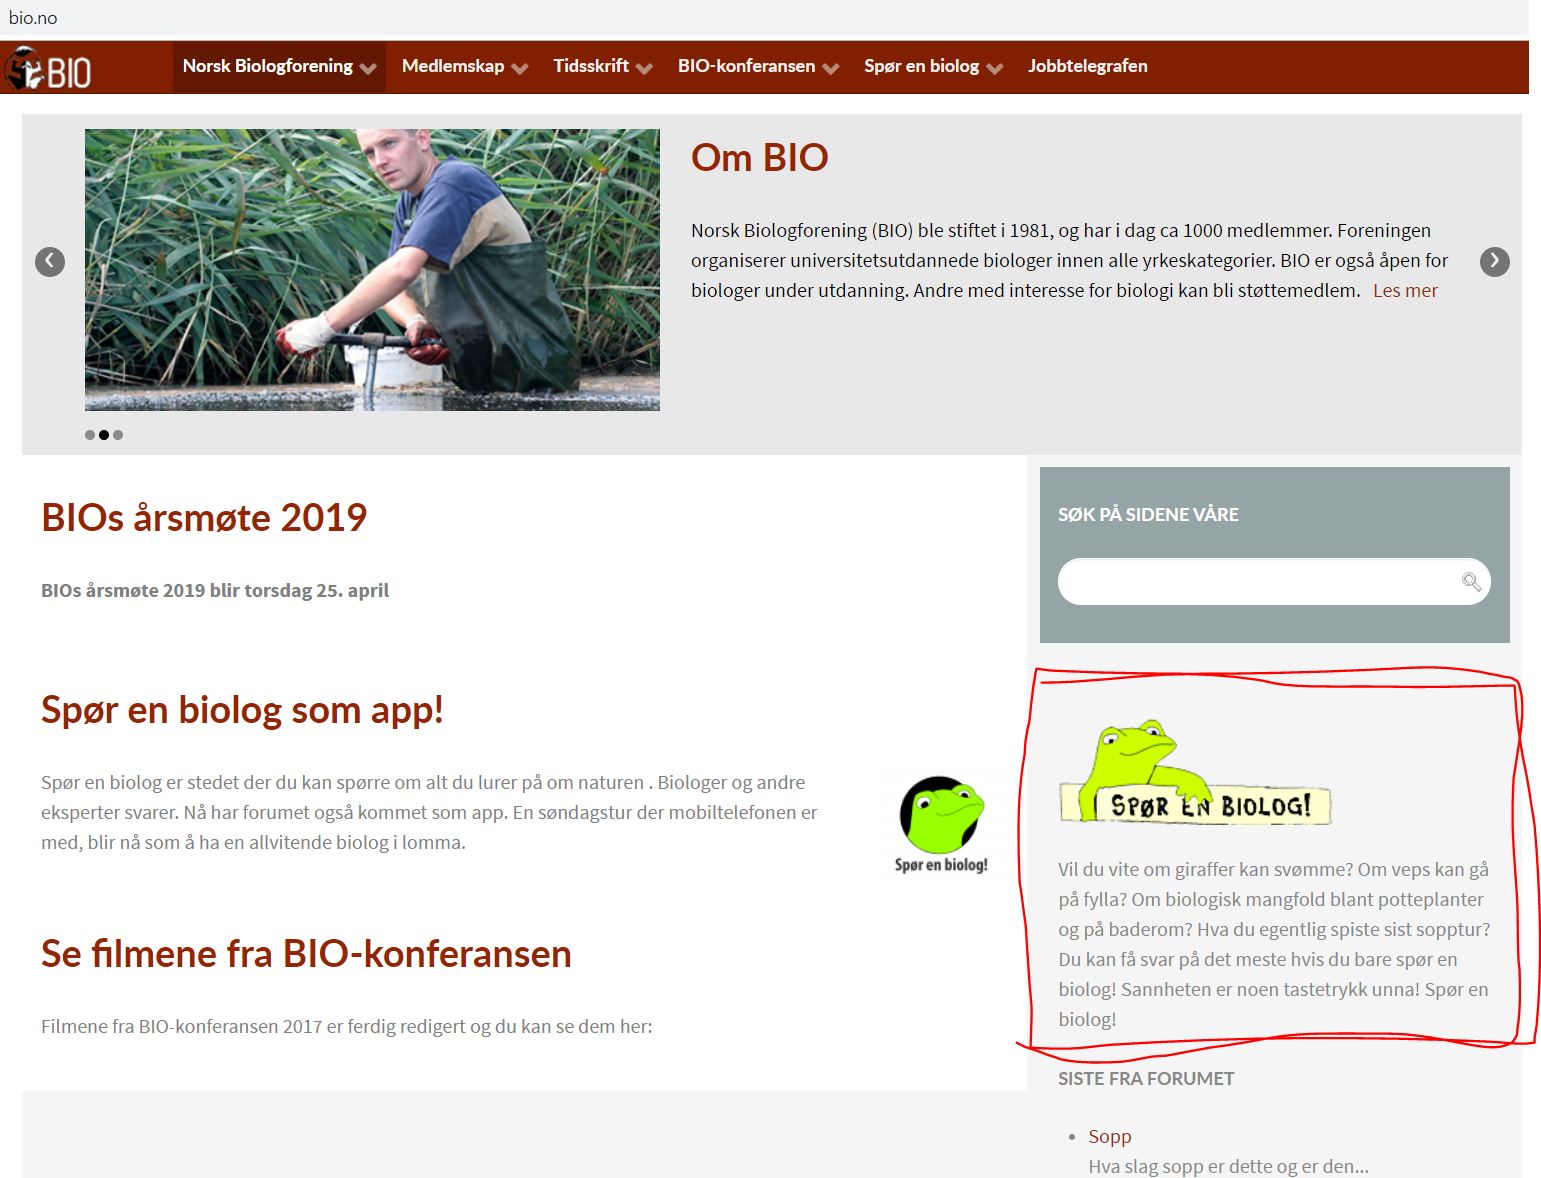 bio.no
BIO
Norsk Biologforening
Medlemskap
Tidsskrift
BIO-konferansen
Spør en biolog
Jobbtelegrafen
Om BIO
Norsk Biologforening (BIO) ble stiftet i 1981, og har i dag ca 1000 medlemmer. Foreningen
organiserer universitetsutdannede biologer innen alle yrkeskategorier. BIO er også åpen for
biologer under utdanning. Andre med interesse for biologi kan bli støttemedlem. Les mer
BIOs årsmøte 2019
BIOs årsmøte 2019 blir torsdag 25. april
Spør en biolog som app!
Spør en biolog er stedet der du kan spørre om alt du lurer på om naturen . Biologer og andre
eksperter svarer. Nå har forumet også kommet som app. En søndagstur der mobiltelefonen er
med, blir nå som å ha en allvitende biolog i lomma.
Spør en biolog!
Se filmene fra BIO-konferansen
Filmene fra BIO-konferansen 2017 er ferdig redigert og du kan se dem her:
SØK PÅ SIDENE VÅRE
SPØR EN BIOLOG!
Vil du vite om giraffer kan svømme? Om veps kan gå
på fylla? Om biologisk mangfold blant potteplanter
og på baderom? Hva du egentlig spiste sist sopptur?
Du kan få svar på det meste hvis du bare spør en
biolog! Sannheten er noen tastetrykk unna! Spør en
biolog!
SISTE FRA FORUMET
Sopp
Hva slag sopp er dette og er den...